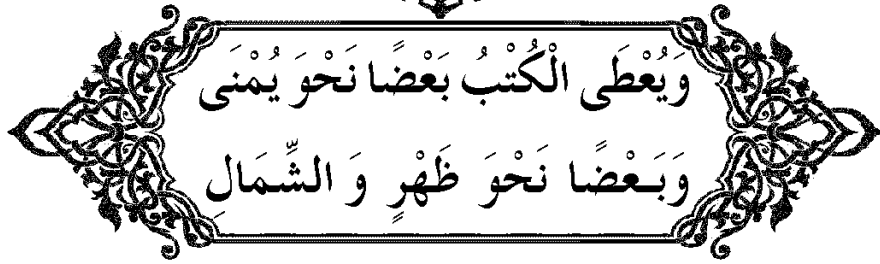 وَيُعْطَى الْكُتْبُ بَعْضًا نَحْوَ يُمْنَى
وَبَعْضًا نَحْوَ ظَهْرٍ وَ الشِّمَالِ